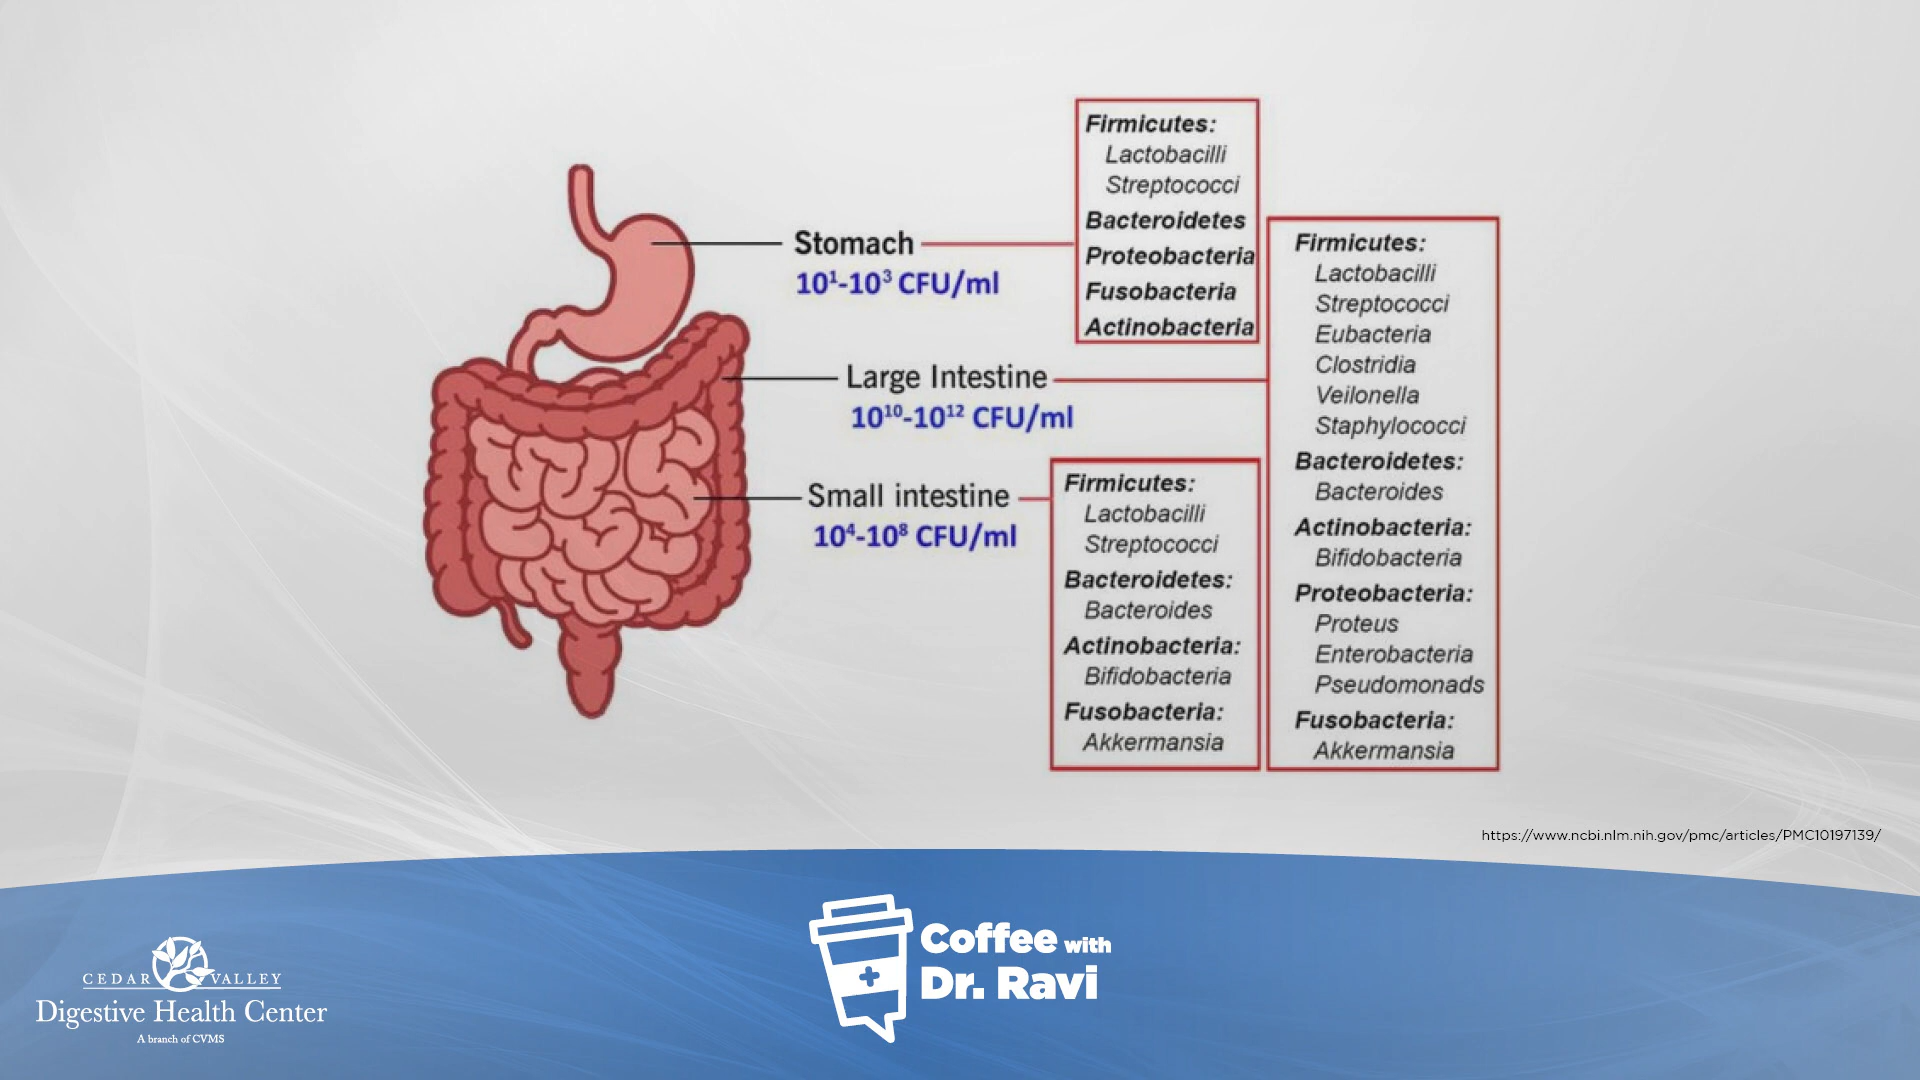 Stomach
10¹-10³ CFU/ml
Firmicutes:
Lactobacilli
Streptococci
Bacteroidetes
Proteobacteria
Fusobacteria
Actinobacteria
Large Intestine
10¹⁰-10¹² CFU/ml
Firmicutes:
Lactobacilli
Streptococci
Eubacteria
Clostridia
Veilonella
Staphylococci
Bacteroidetes:
Bacteroides
Actinobacteria:
Bifidobacteria
Proteobacteria:
Proteus
Enterobacteria
Pseudomonads
Fusobacteria:
Akkermansia
Small intestine
10⁴-10⁸ CFU/ml
Firmicutes:
Lactobacilli
Streptococci
Bacteroidetes:
Bacteroides
Actinobacteria:
Bifidobacteria
Fusobacteria:
Akkermansia
https://www.ncbi.nlm.nih.gov/pmc/articles/PMC10197139/
CEDAR VALLEY
Digestive Health Center
A branch of CVMS
Coffee with
Dr. Ravi